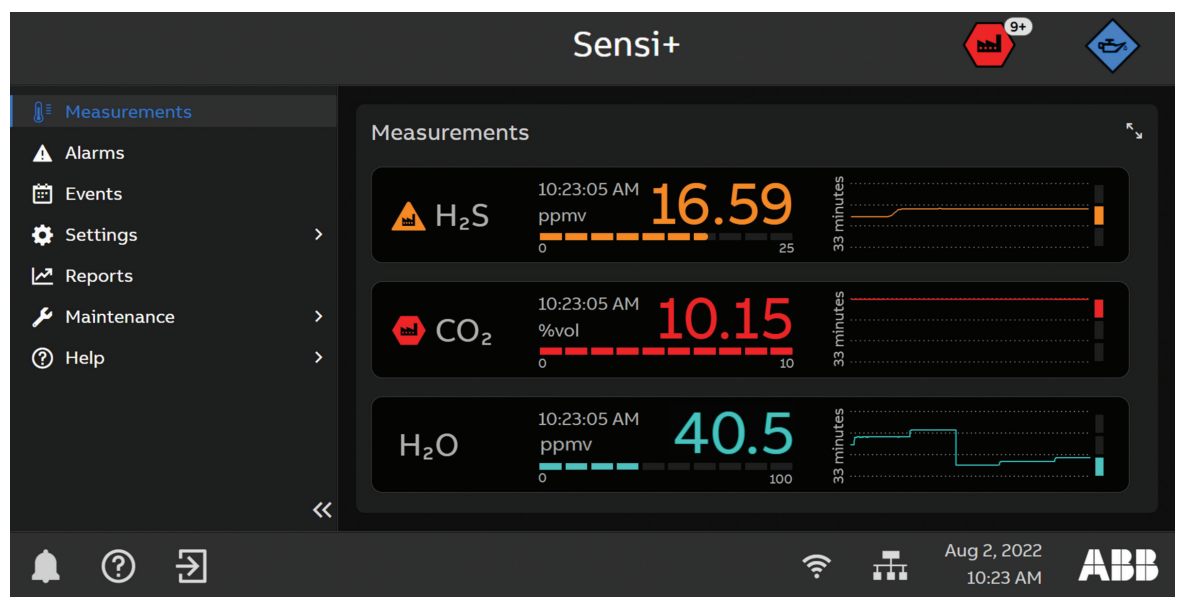 Sensi+
9+
Measurements
Alarms
Events
Settings
Reports
Maintenance
Help
Measurements
H₂S
10:23:05 AM
ppmv
16.59
0
25
33 minutes
CO₂
10:23:05 AM
%vol
10.15
0
10
33 minutes
H₂O
10:23:05 AM
ppmv
40.5
0
100
33 minutes
Aug 2, 2022
10:23 AM
ABB